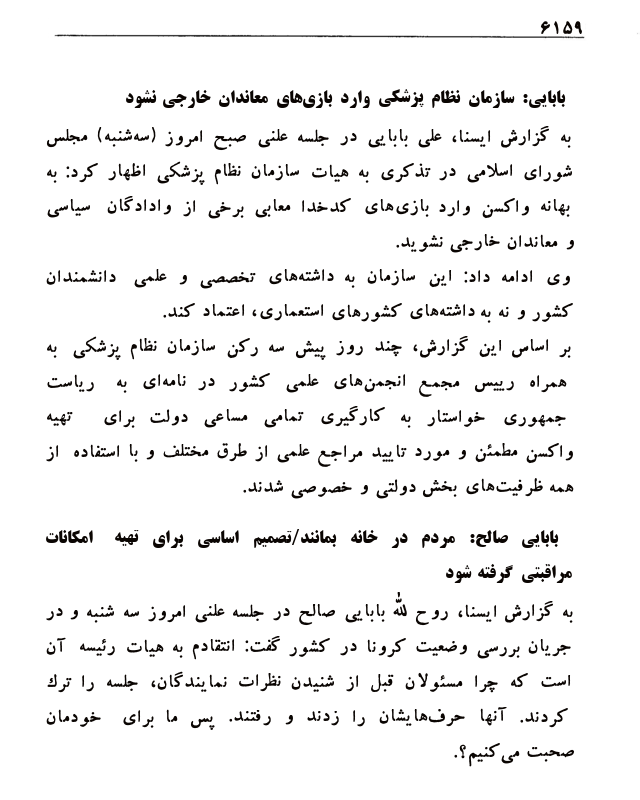 ۶۱۵۹
بابایی: سازمان نظام پزشکی وارد بازی‌های معاندان خارجی نشود
به گزارش ایسنا، علی بابایی در جلسه علنی صبح امروز (سه‌شنبه) مجلس
شورای اسلامی در تذکری به هیات سازمان نظام پزشکی اظهار کرد: به
بهانه واکسن وارد بازی‌های کدخدا معابی برخی از وادادگان سیاسی
و معاندان خارجی نشوید.
وی ادامه داد: این سازمان به داشته‌های تخصصی و علمی دانشمندان
کشور و نه به داشته‌های کشورهای استعماری، اعتماد کند.
بر اساس این گزارش، چند روز پیش سه رکن سازمان نظام پزشکی به
همراه رییس مجمع انجمن‌های علمی کشور در نامه‌ای به ریاست
جمهوری خواستار به کارگیری تمامی مساعی دولت برای تهیه
واکسن مطمئن و مورد تایید مراجع علمی از طرق مختلف و با استفاده از
همه ظرفیت‌های بخش دولتی و خصوصی شدند.
بابایی صالح: مردم در خانه بمانند/تصمیم اساسی برای تهیه امکانات
مراقبتی گرفته شود
به گزارش ایسنا، روح لله بابایی صالح در جلسه علنی امروز سه شنبه و در
جریان بررسی وضعیت کرونا در کشور گفت: انتقادم به هیات رئیسه آن
است که چرا مسئولان قبل از شنیدن نظرات نمایندگان، جلسه را ترك
کردند. آنها حرف‌هایشان را زدند و رفتند. پس ما برای خودمان
صحبت می‌کنیم؟.